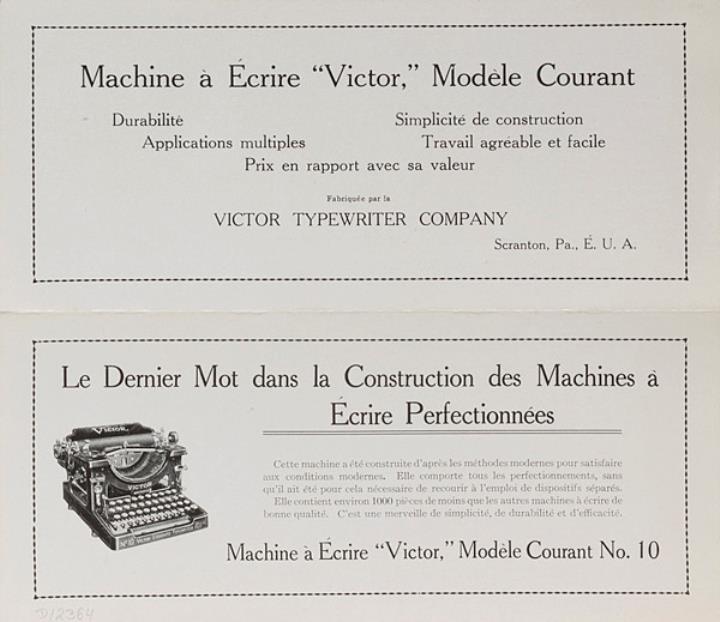 Machine à Écrire “Victor,” Modèle Courant
Durabilité Simplicité de construction
Applications multiples Travail agréable et facile
Prix en rapport avec sa valeur
Fabriquée par la
VICTOR TYPEWRITER COMPANY
Scranton, Pa., É. U. A.
Le Dernier Mot dans la Construction des Machines à
Écrire Perfectionnées
Cette machine a été construite d’après les méthodes modernes pour satisfaire
aux conditions modernes. Elle comporte tous les perfectionnements, sans
qu’il ait été pour cela nécessaire de recourir à l’emploi de dispositifs séparés.
Elle contient environ 1000 pièces de moins que les autres machines à écrire de
bonne qualité. C’est une merveille de simplicité, de durabilité et d’efficacité.
VICTOR
VICTOR
Machine à Écrire “Victor,” Modèle Courant No. 10
D12364